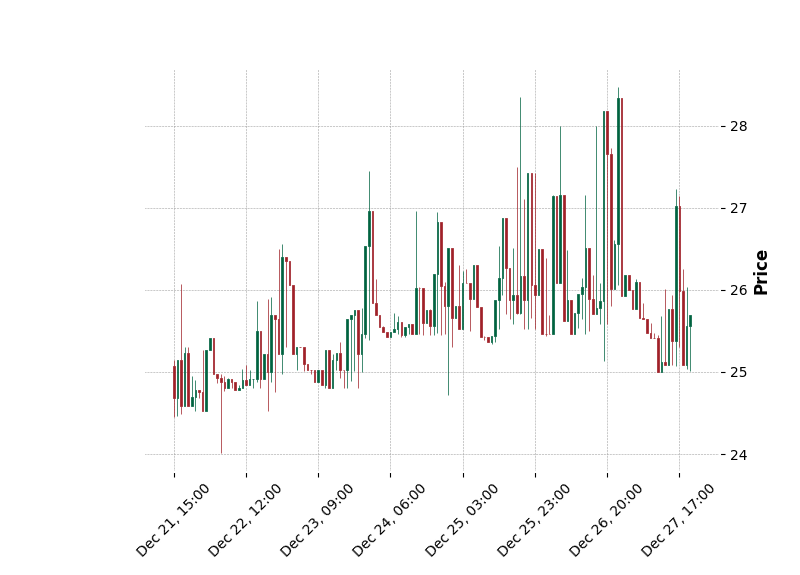 28
27
26
25
24
Price
Dec 21, 15:00
Dec 22, 12:00
Dec 23, 09:00
Dec 24, 06:00
Dec 25, 03:00
Dec 25, 23:00
Dec 26, 20:00
Dec 27, 17:00